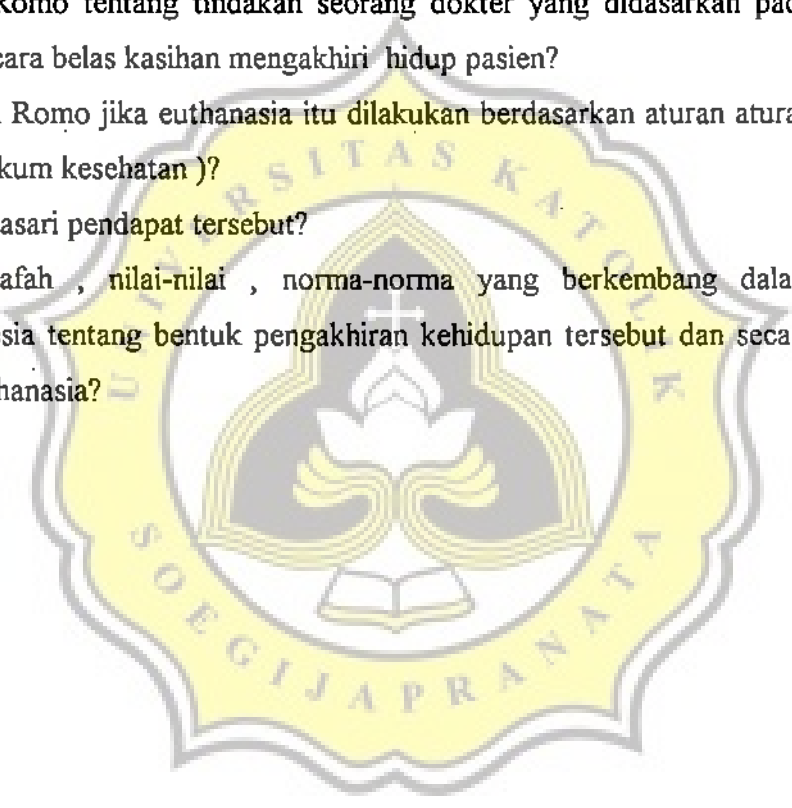 Romo tentang tindakan seorang dokter yang didasarkan pad
cara belas kasihan mengakhiri hidup pasien?
Romo jika euthanasia itu dilakukan berdasarkan aturan atura
kum kesehatan )?
asari pendapat tersebut?
afah , nilai-nilai , norma-norma yang berkembang dala
sia tentang bentuk pengakhiran kehidupan tersebut dan seca
hanasia?
UNIVERSITAS KATOLIK
SOEGIJAPRANATA